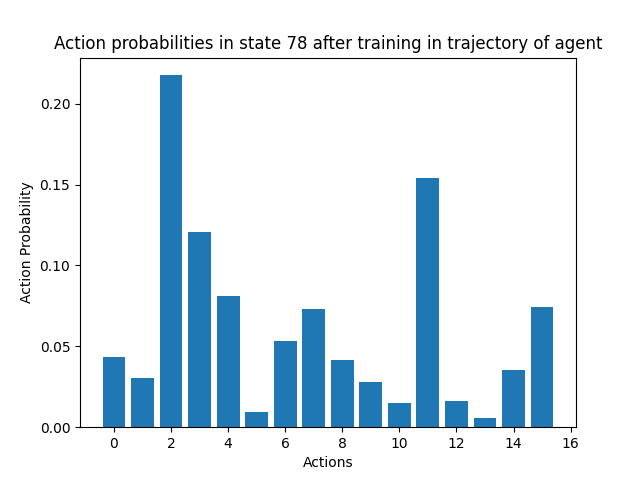 Action probabilities in state 78 after training in trajectory of agent
0.20
0.15
0.10
0.05
0.00
Action Probability
0 2 4 6 8 10 12 14 16
Actions